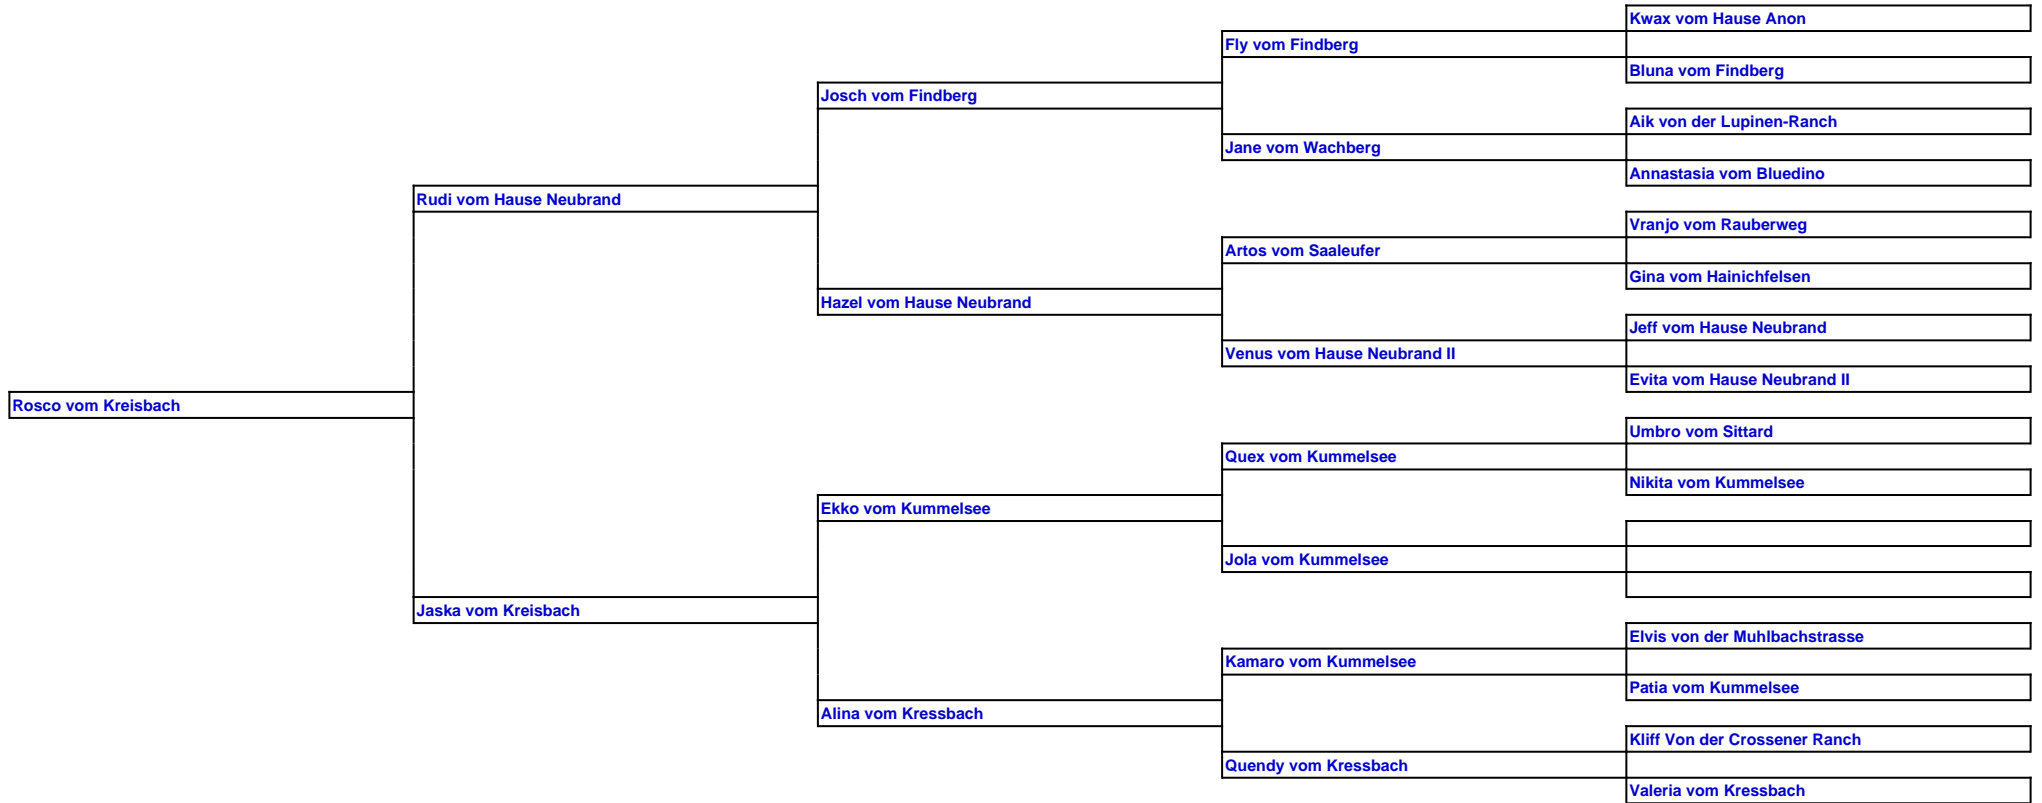 Kwax vom Hause Anon
Fly vom Findberg
Bluna vom Findberg
Josch vom Findberg
Aik von der Lupinen-Ranch
Jane vom Wachberg
Annastasia vom Bluedino
Rudi vom Hause Neubrand
Vranjo vom Rauberweg
Artos vom Saaleufer
Gina vom Hainichfelsen
Hazel vom Hause Neubrand
Jeff vom Hause Neubrand
Venus vom Hause Neubrand II
Evita vom Hause Neubrand II
Rosco vom Kreisbach
Umbro vom Sittard
Quex vom Kummelsee
Nikita vom Kummelsee
Ekko vom Kummelsee
Jola vom Kummelsee
Jaska vom Kreisbach
Elvis von der Muhlbachstrasse
Kamaro vom Kummelsee
Patia vom Kummelsee
Alina vom Kressbach
Kliff Von der Crossener Ranch
Quendy vom Kressbach
Valeria vom Kressbach